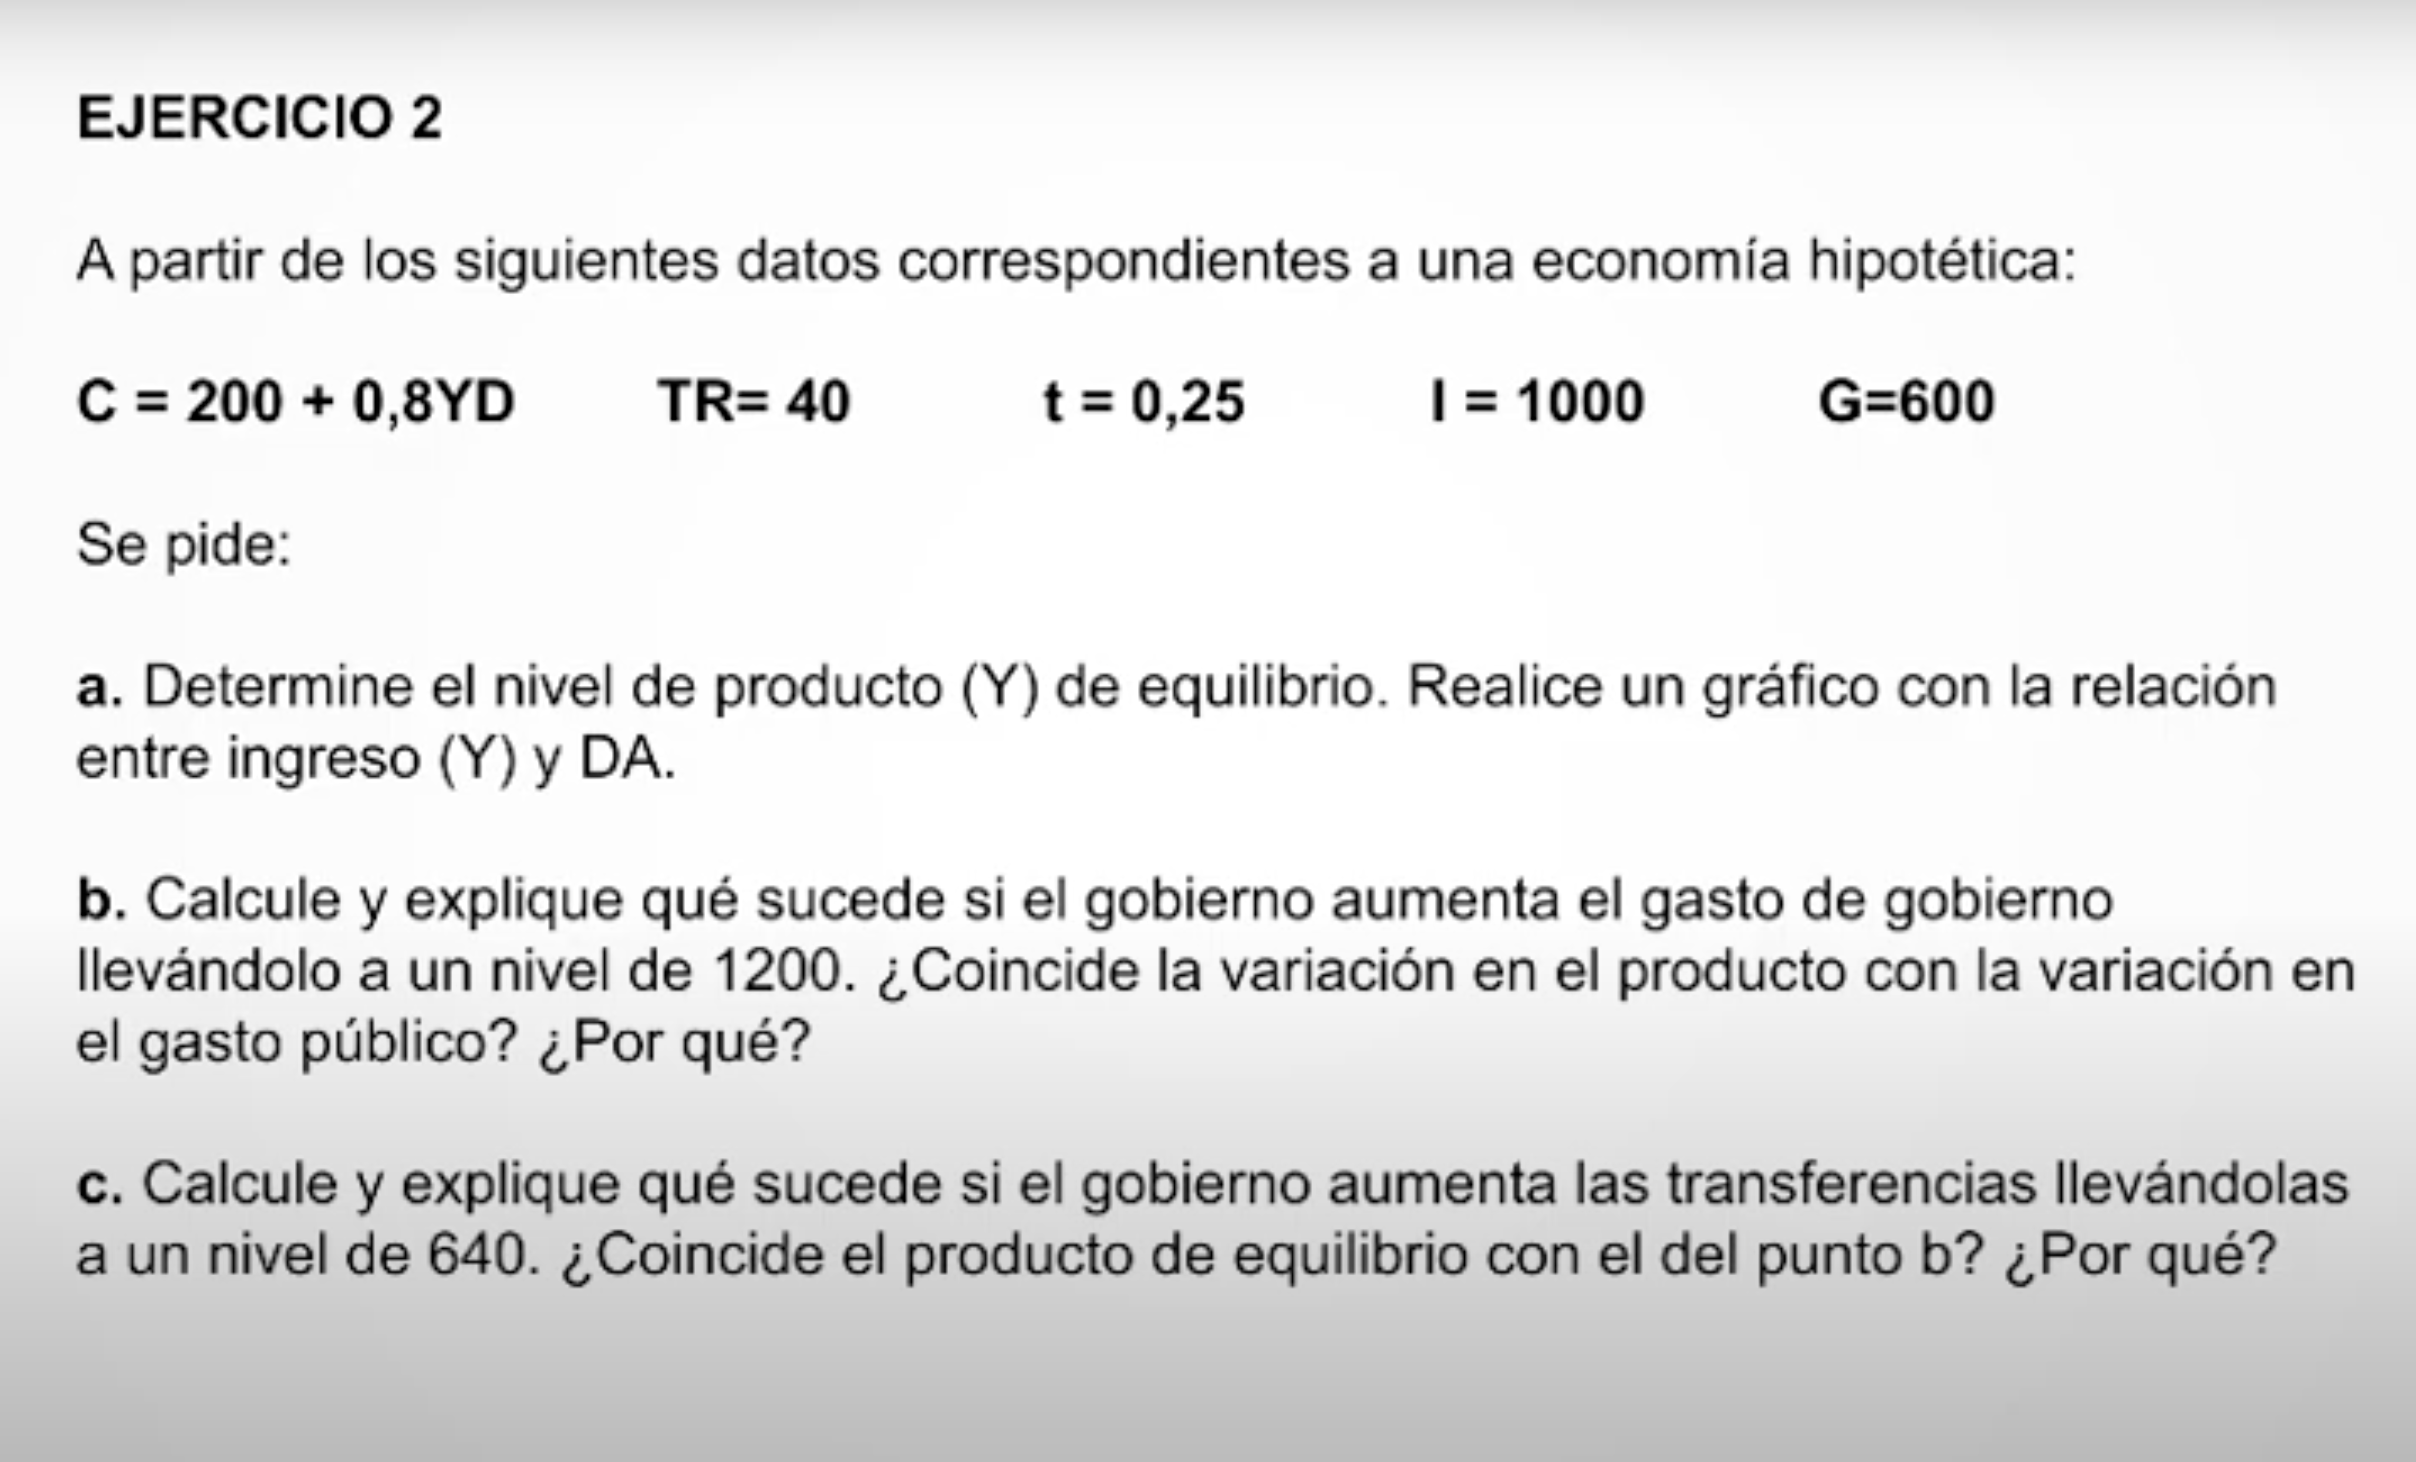 EJERCICIO 2
A partir de los siguientes datos correspondientes a una economía hipotética:
C = 200 + 0,8YD TR= 40 t = 0,25 I = 1000 G=600
Se pide:
a. Determine el nivel de producto (Y) de equilibrio. Realice un gráfico con la relación
entre ingreso (Y) y DA.
b. Calcule y explique qué sucede si el gobierno aumenta el gasto de gobierno
llevándolo a un nivel de 1200. ¿Coincide la variación en el producto con la variación en
el gasto público? ¿Por qué?
c. Calcule y explique qué sucede si el gobierno aumenta las transferencias llevándolas
a un nivel de 640. ¿Coincide el producto de equilibrio con el del punto b? ¿Por qué?